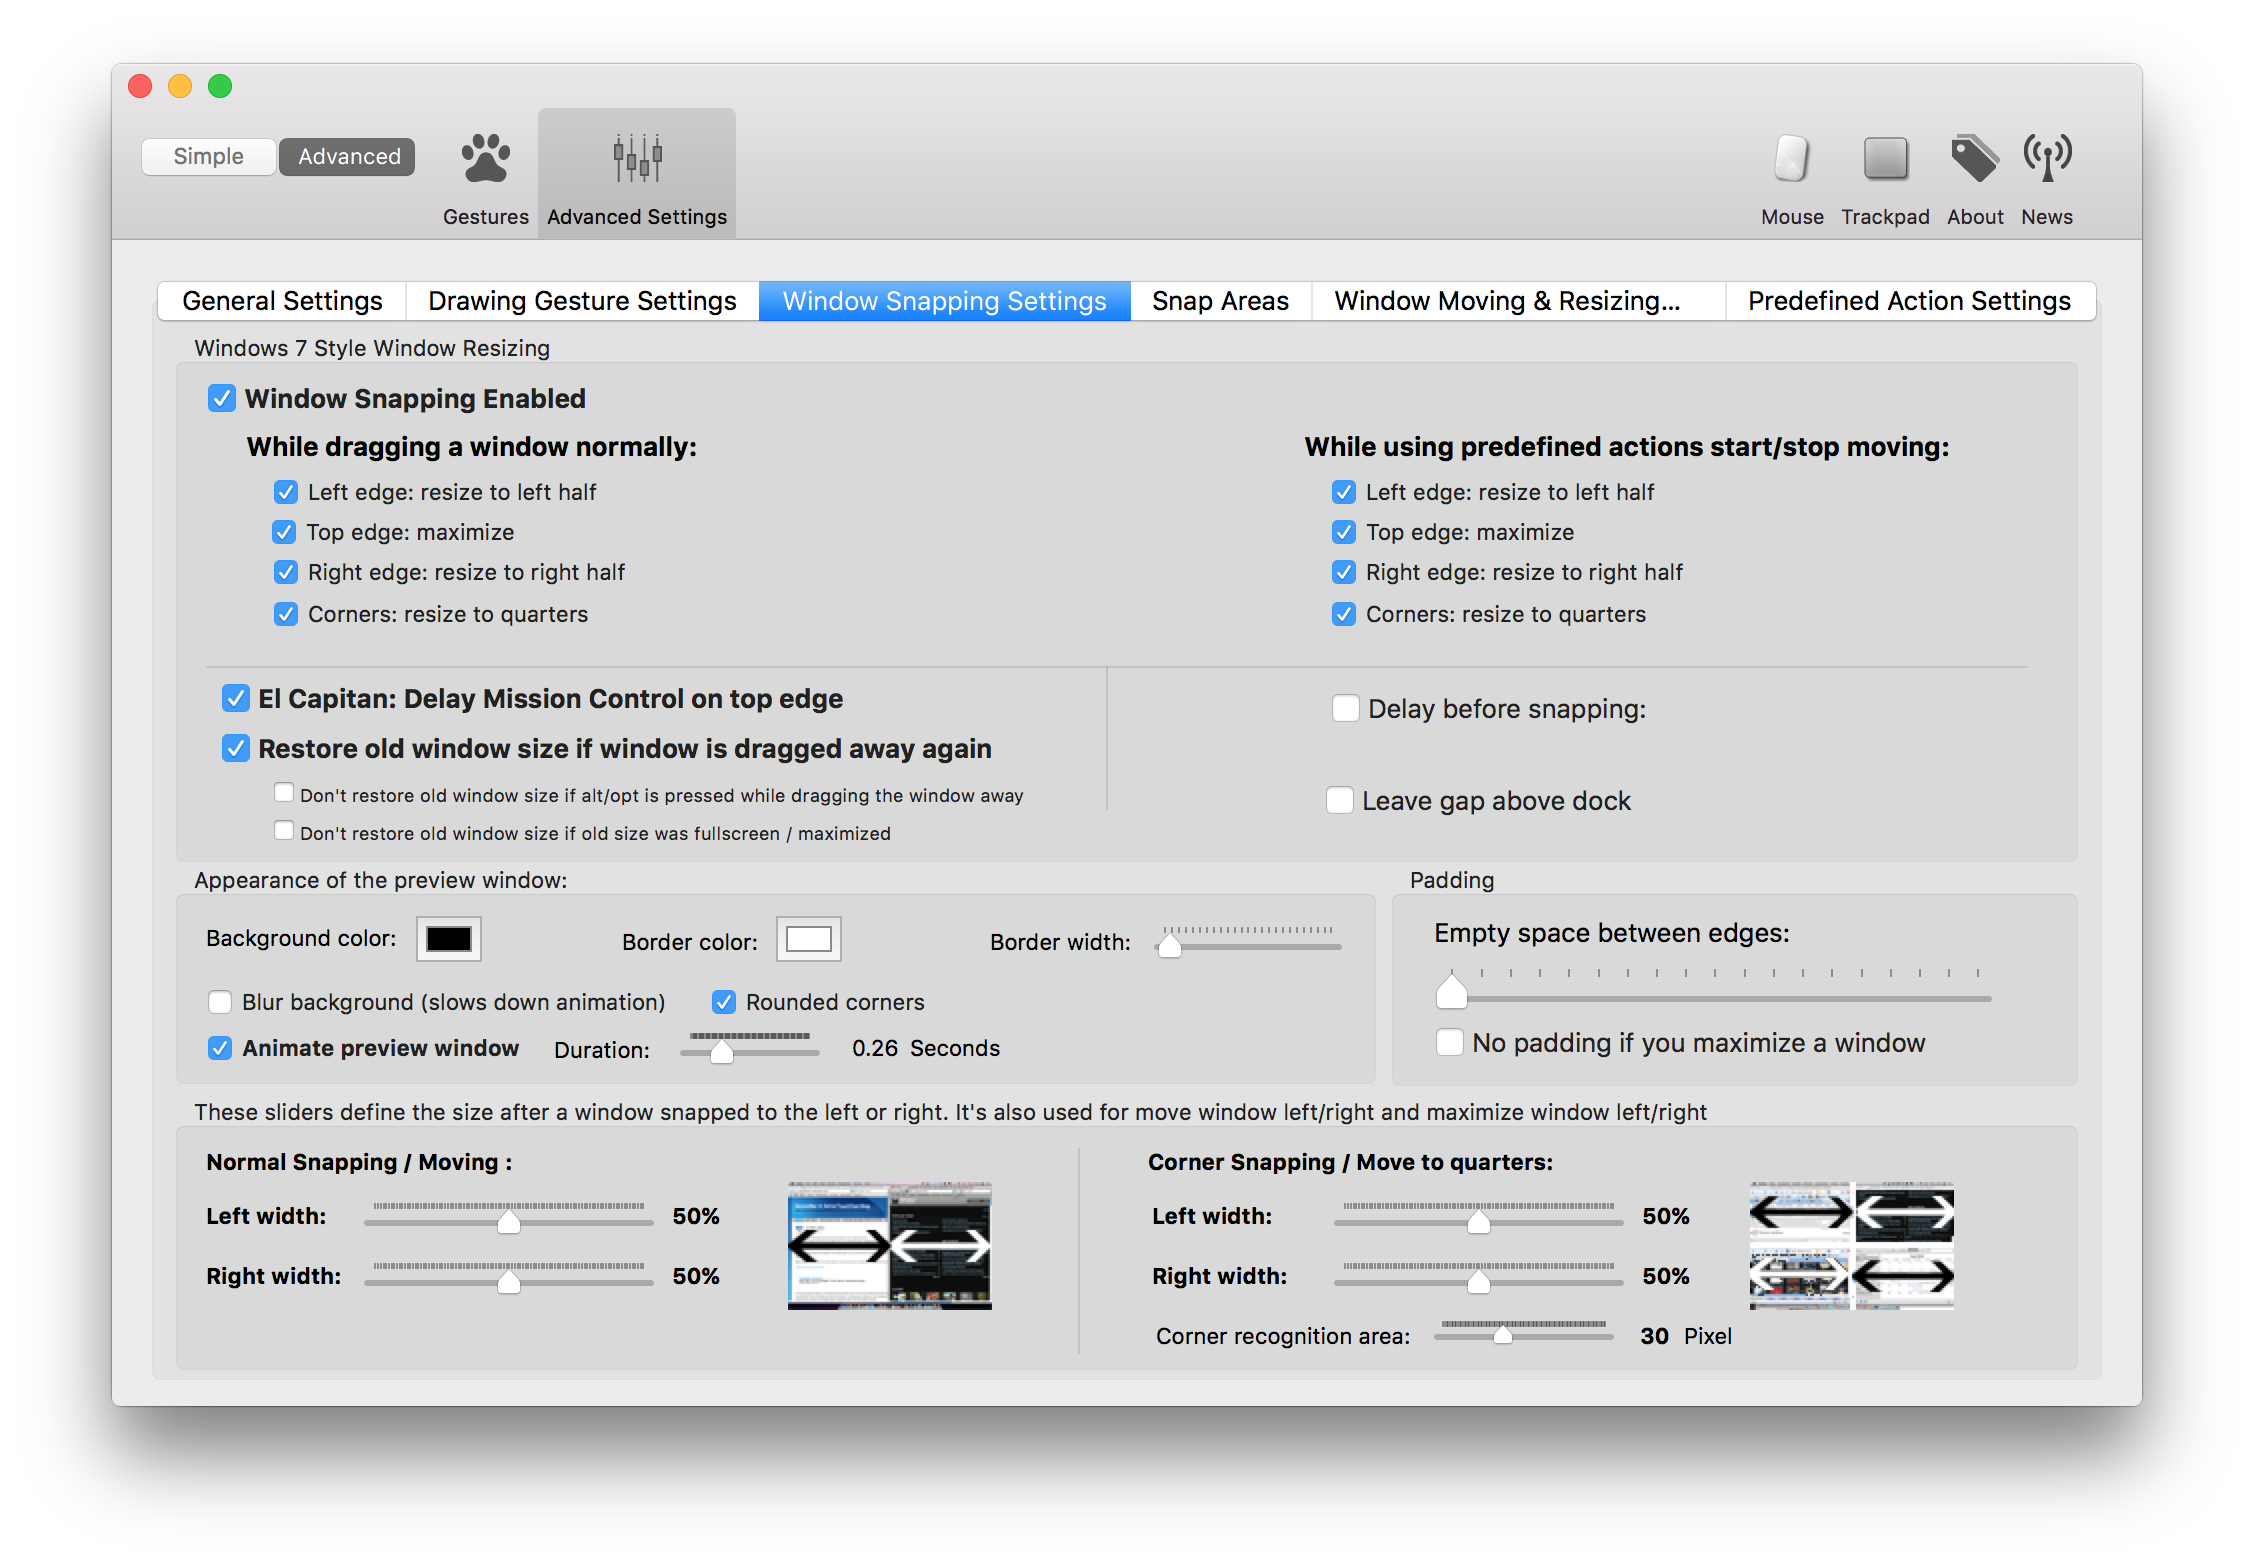 Simple
Advanced
Gestures
Advanced Settings
Mouse
Trackpad
About
News
General Settings
Drawing Gesture Settings
Window Snapping Settings
Snap Areas
Window Moving & Resizing...
Predefined Action Settings
Windows 7 Style Window Resizing
Window Snapping Enabled
While dragging a window normally:
Left edge: resize to left half
Top edge: maximize
Right edge: resize to right half
Corners: resize to quarters
While using predefined actions start/stop moving:
Left edge: resize to left half
Top edge: maximize
Right edge: resize to right half
Corners: resize to quarters
El Capitan: Delay Mission Control on top edge
Restore old window size if window is dragged away again
Don't restore old window size if alt/opt is pressed while dragging the window away
Don't restore old window size if old size was fullscreen / maximized
Delay before snapping:
Leave gap above dock
Appearance of the preview window:
Background color:
Border color:
Border width:
Blur background (slows down animation)
Rounded corners
Animate preview window
Duration:
0.26 Seconds
Padding
Empty space between edges:
No padding if you maximize a window
These sliders define the size after a window snapped to the left or right. It's also used for move window left/right and maximize window left/right
Normal Snapping / Moving :
Left width:
50%
Right width:
50%
Corner Snapping / Move to quarters:
Left width:
50%
Right width:
50%
Corner recognition area:
30 Pixel